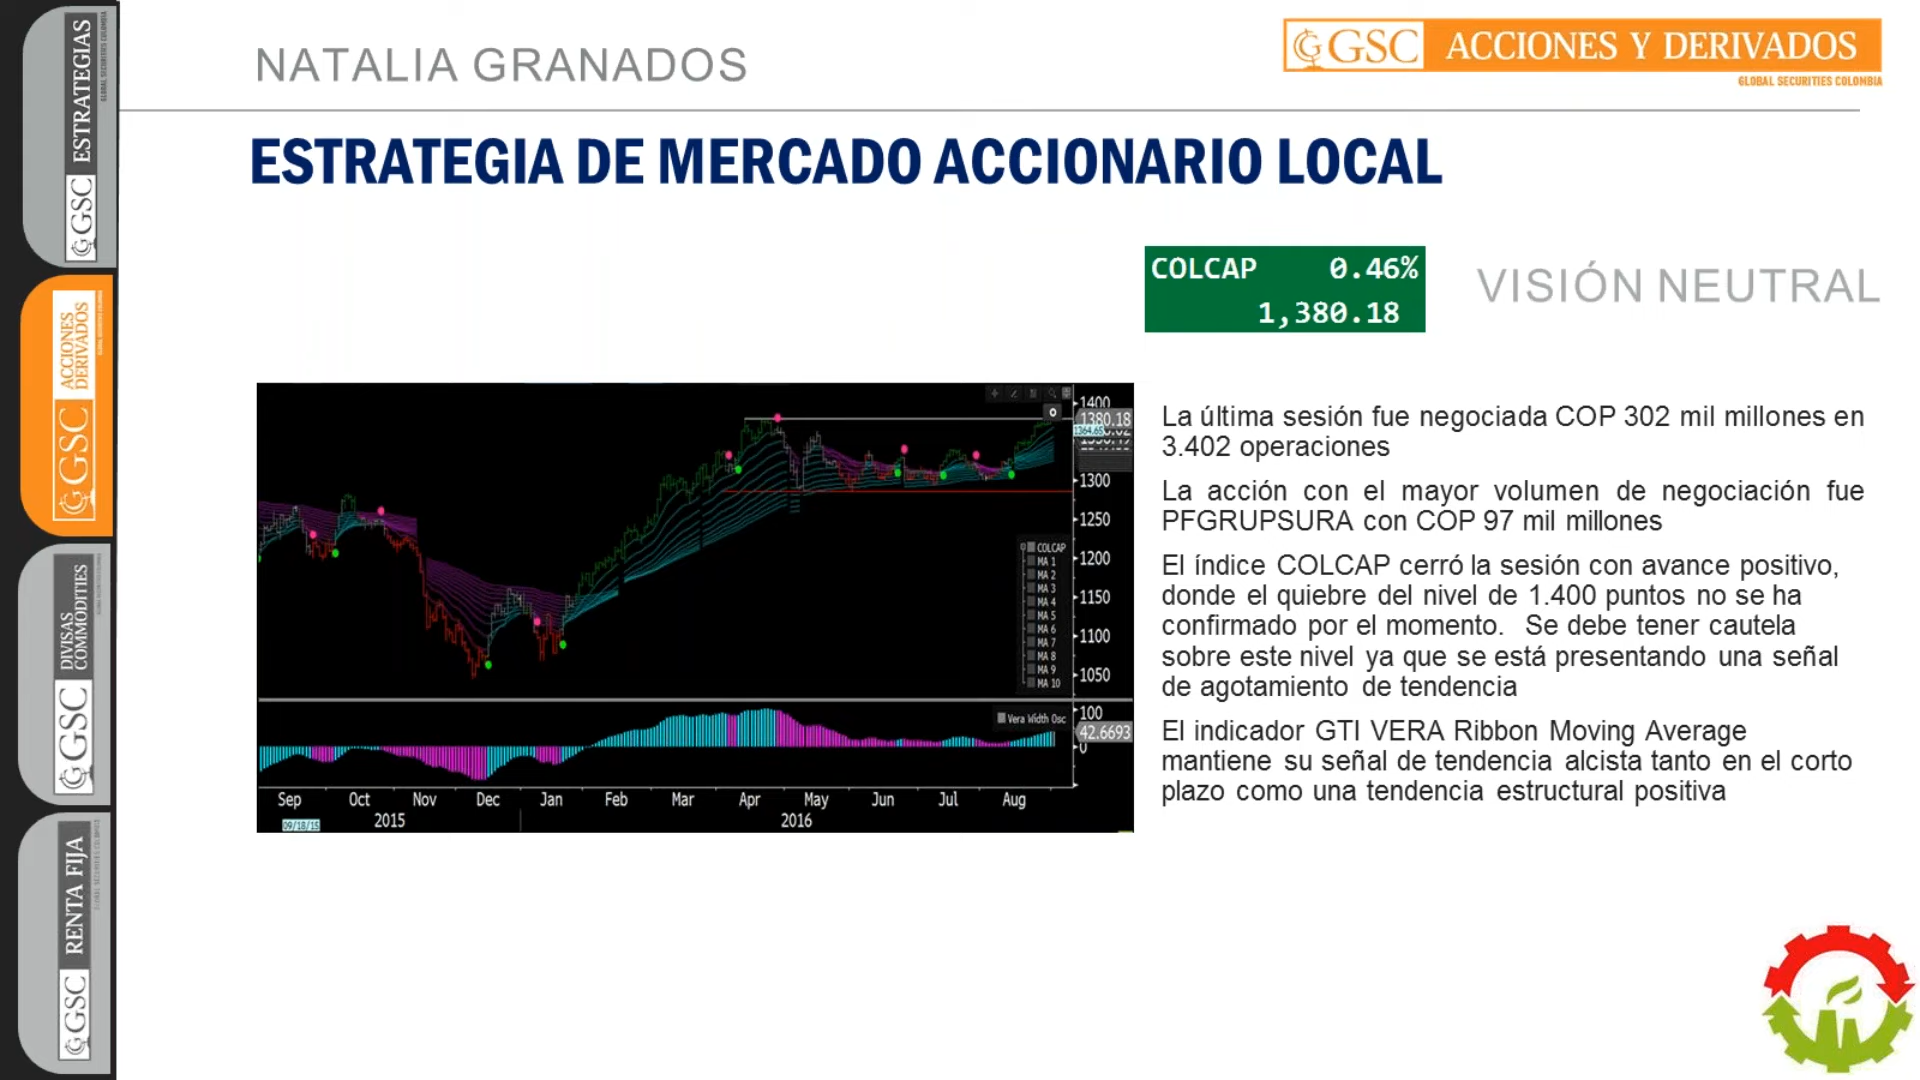 NATALIA GRANADOS
GSC ACCIONES Y DERIVADOS
GLOBAL SECURITIES COLOMBIA
ESTRATEGIA DE MERCADO ACCIONARIO LOCAL
COLCAP 0.46%
1,380.18
VISIÓN NEUTRAL
La última sesión fue negociada COP 302 mil millones en
3.402 operaciones
La acción con el mayor volumen de negociación fue
PFGRUPSURA con COP 97 mil millones
El índice COLCAP cerró la sesión con avance positivo,
donde el quiebre del nivel de 1.400 puntos no se ha
confirmado por el momento. Se debe tener cautela
sobre este nivel ya que se está presentando una señal
de agotamiento de tendencia
El indicador GTI VERA Ribbon Moving Average
mantiene su señal de tendencia alcista tanto en el corto
plazo como una tendencia estructural positiva
1400
1380.18
1364.65
1300
1250
1200
1150
1100
1050
COLCAP
MA 1
MA 2
MA 3
MA 4
MA 5
MA 6
MA 7
MA 8
MA 9
MA 10
Vera Width Osc
100
42.6693
0
Sep Oct Nov Dec Jan Feb Mar Apr May Jun Jul Aug
09/18/15 2015 2016
GSC ESTRATEGIAS
GSC ACCIONES
DERIVADOS
GSC DIVISAS
COMMODITIES
GSC RENTA FIJA